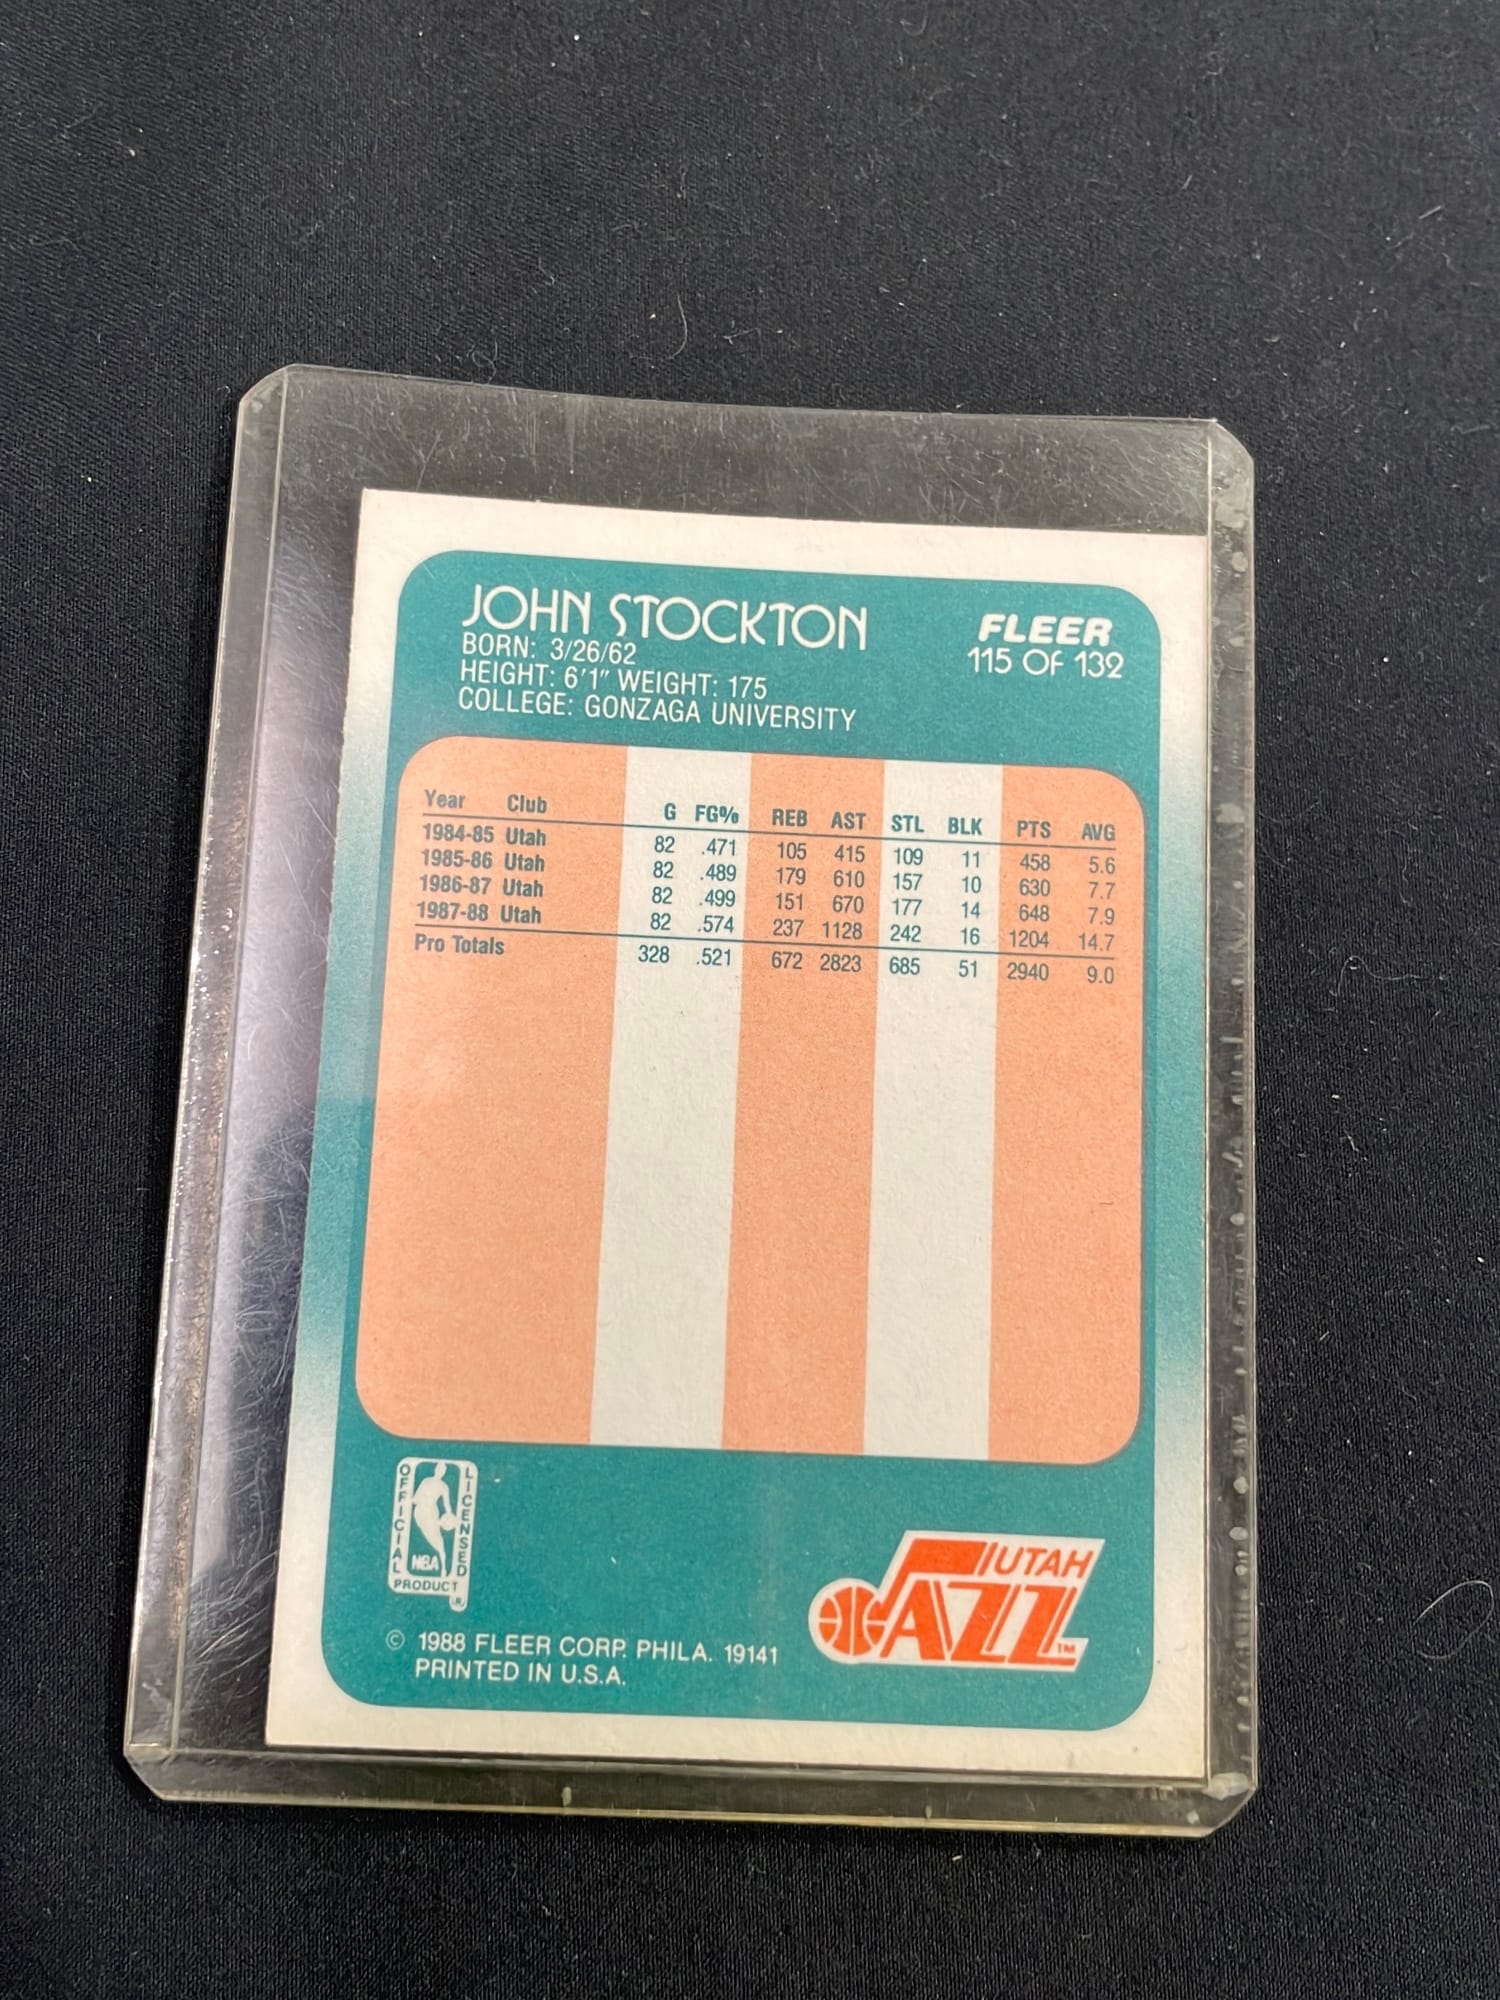 JOHN STOCKTON
BORN: 3/26/62
HEIGHT: 6'1" WEIGHT: 175
COLLEGE: GONZAGA UNIVERSITY
FLEER
115 OF 132
Year Club G FG% REB AST STL BLK PTS AVG
1984-85 Utah 82 .471 105 415 109 11 458 5.6
1985-86 Utah 82 .489 179 610 157 10 630 7.7
1986-87 Utah 82 .499 151 670 177 14 648 7.9
1987-88 Utah 82 .574 237 1128 242 16 1204 14.7
Pro Totals 328 .521 672 2823 685 51 2940 9.0
OFFICIAL
LICENSED
NBA
PRODUCT
®
UTAH
JAZZ
™
© 1988 FLEER CORP. PHILA. 19141
PRINTED IN U.S.A.